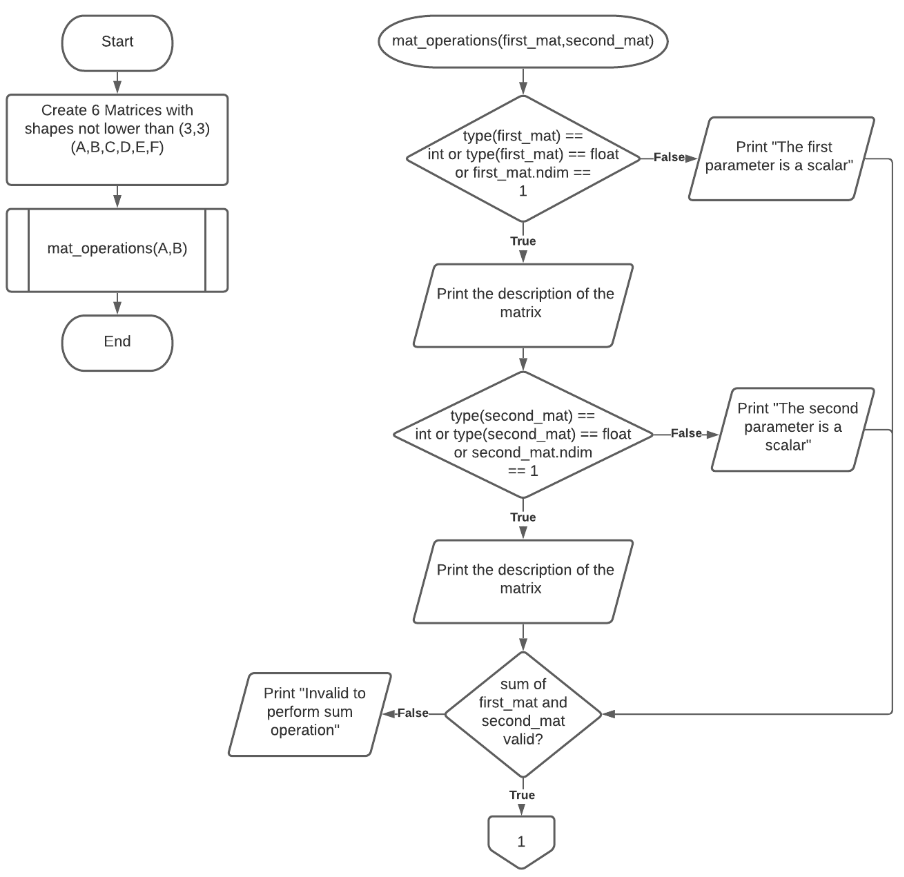 Start
Create 6 Matrices with
shapes not lower than (3,3)
(A,B,C,D,E,F)
mat_operations(A,B)
End
mat_operations(first_mat,second_mat)
type(first_mat) ==
int or type(first_mat) == float
or first_mat.ndim ==
1
False
Print "The first
parameter is a scalar"
True
Print the description of the
matrix
type(second_mat) ==
int or type(second_mat) == float
or second_mat.ndim
== 1
False
Print "The second
parameter is a
scalar"
True
Print the description of the
matrix
sum of
first_mat and
second_mat
valid?
False
Print "Invalid to
perform sum
operation"
True
1